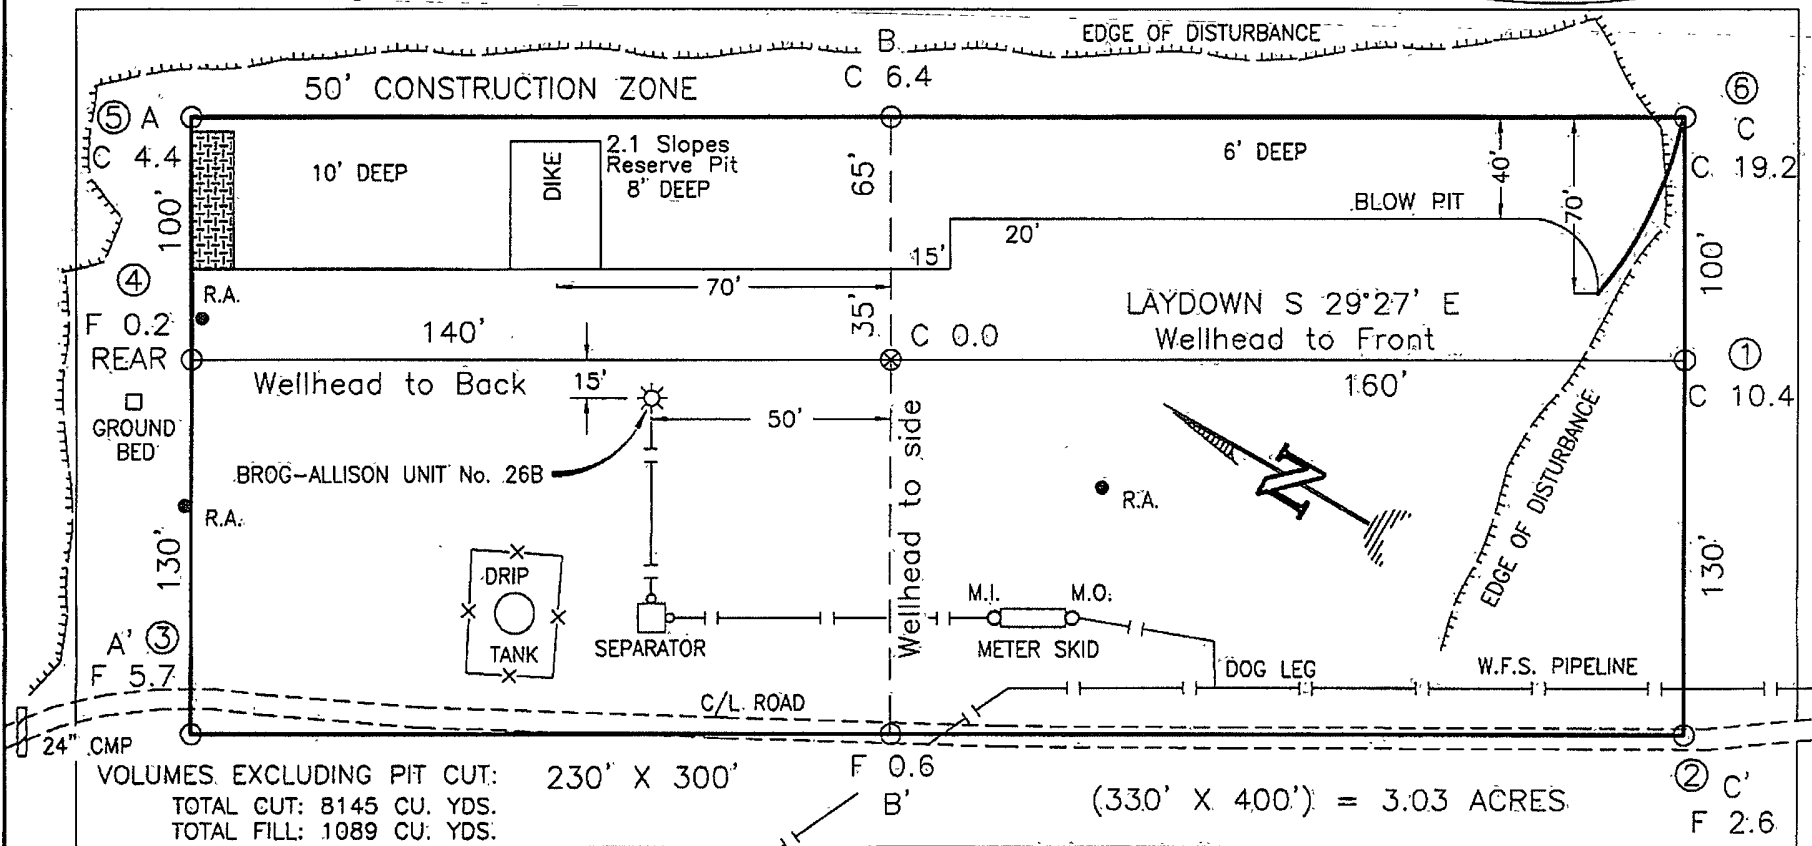 EDGE OF DISTURBANCE
B
C 6.4
50' CONSTRUCTION ZONE
6
C
C 19.2
5 A
C 4.4
100'
10' DEEP
DIKE
2.1 Slopes
Reserve Pit
8" DEEP
65'
6' DEEP
40'
70'
BLOW PIT
20'
15'
100'
4
F 0.2
REAR
R.A.
70'
35'
140'
C 0.0
LAYDOWN S 29°27' E
Wellhead to Front
160'
1
C 10.4
Wellhead to Back
15'
50'
GROUND
BED
BROG-ALLISON UNIT No. 26B
Wellhead to side
N
R.A.
R.A.
EDGE OF DISTURBANCE
130'
130'
DRIP
TANK
SEPARATOR
M.I.
M.O.
METER SKID
A' 3
F 5.7
DOG LEG
W.F.S. PIPELINE
C/L ROAD
24" CMP
VOLUMES EXCLUDING PIT CUT:
TOTAL CUT: 8145 CU. YDS.
TOTAL FILL: 1089 CU. YDS.
230' X 300'
F 0.6
B'
(330' X 400') = 3.03 ACRES
2 C'
F 2.6